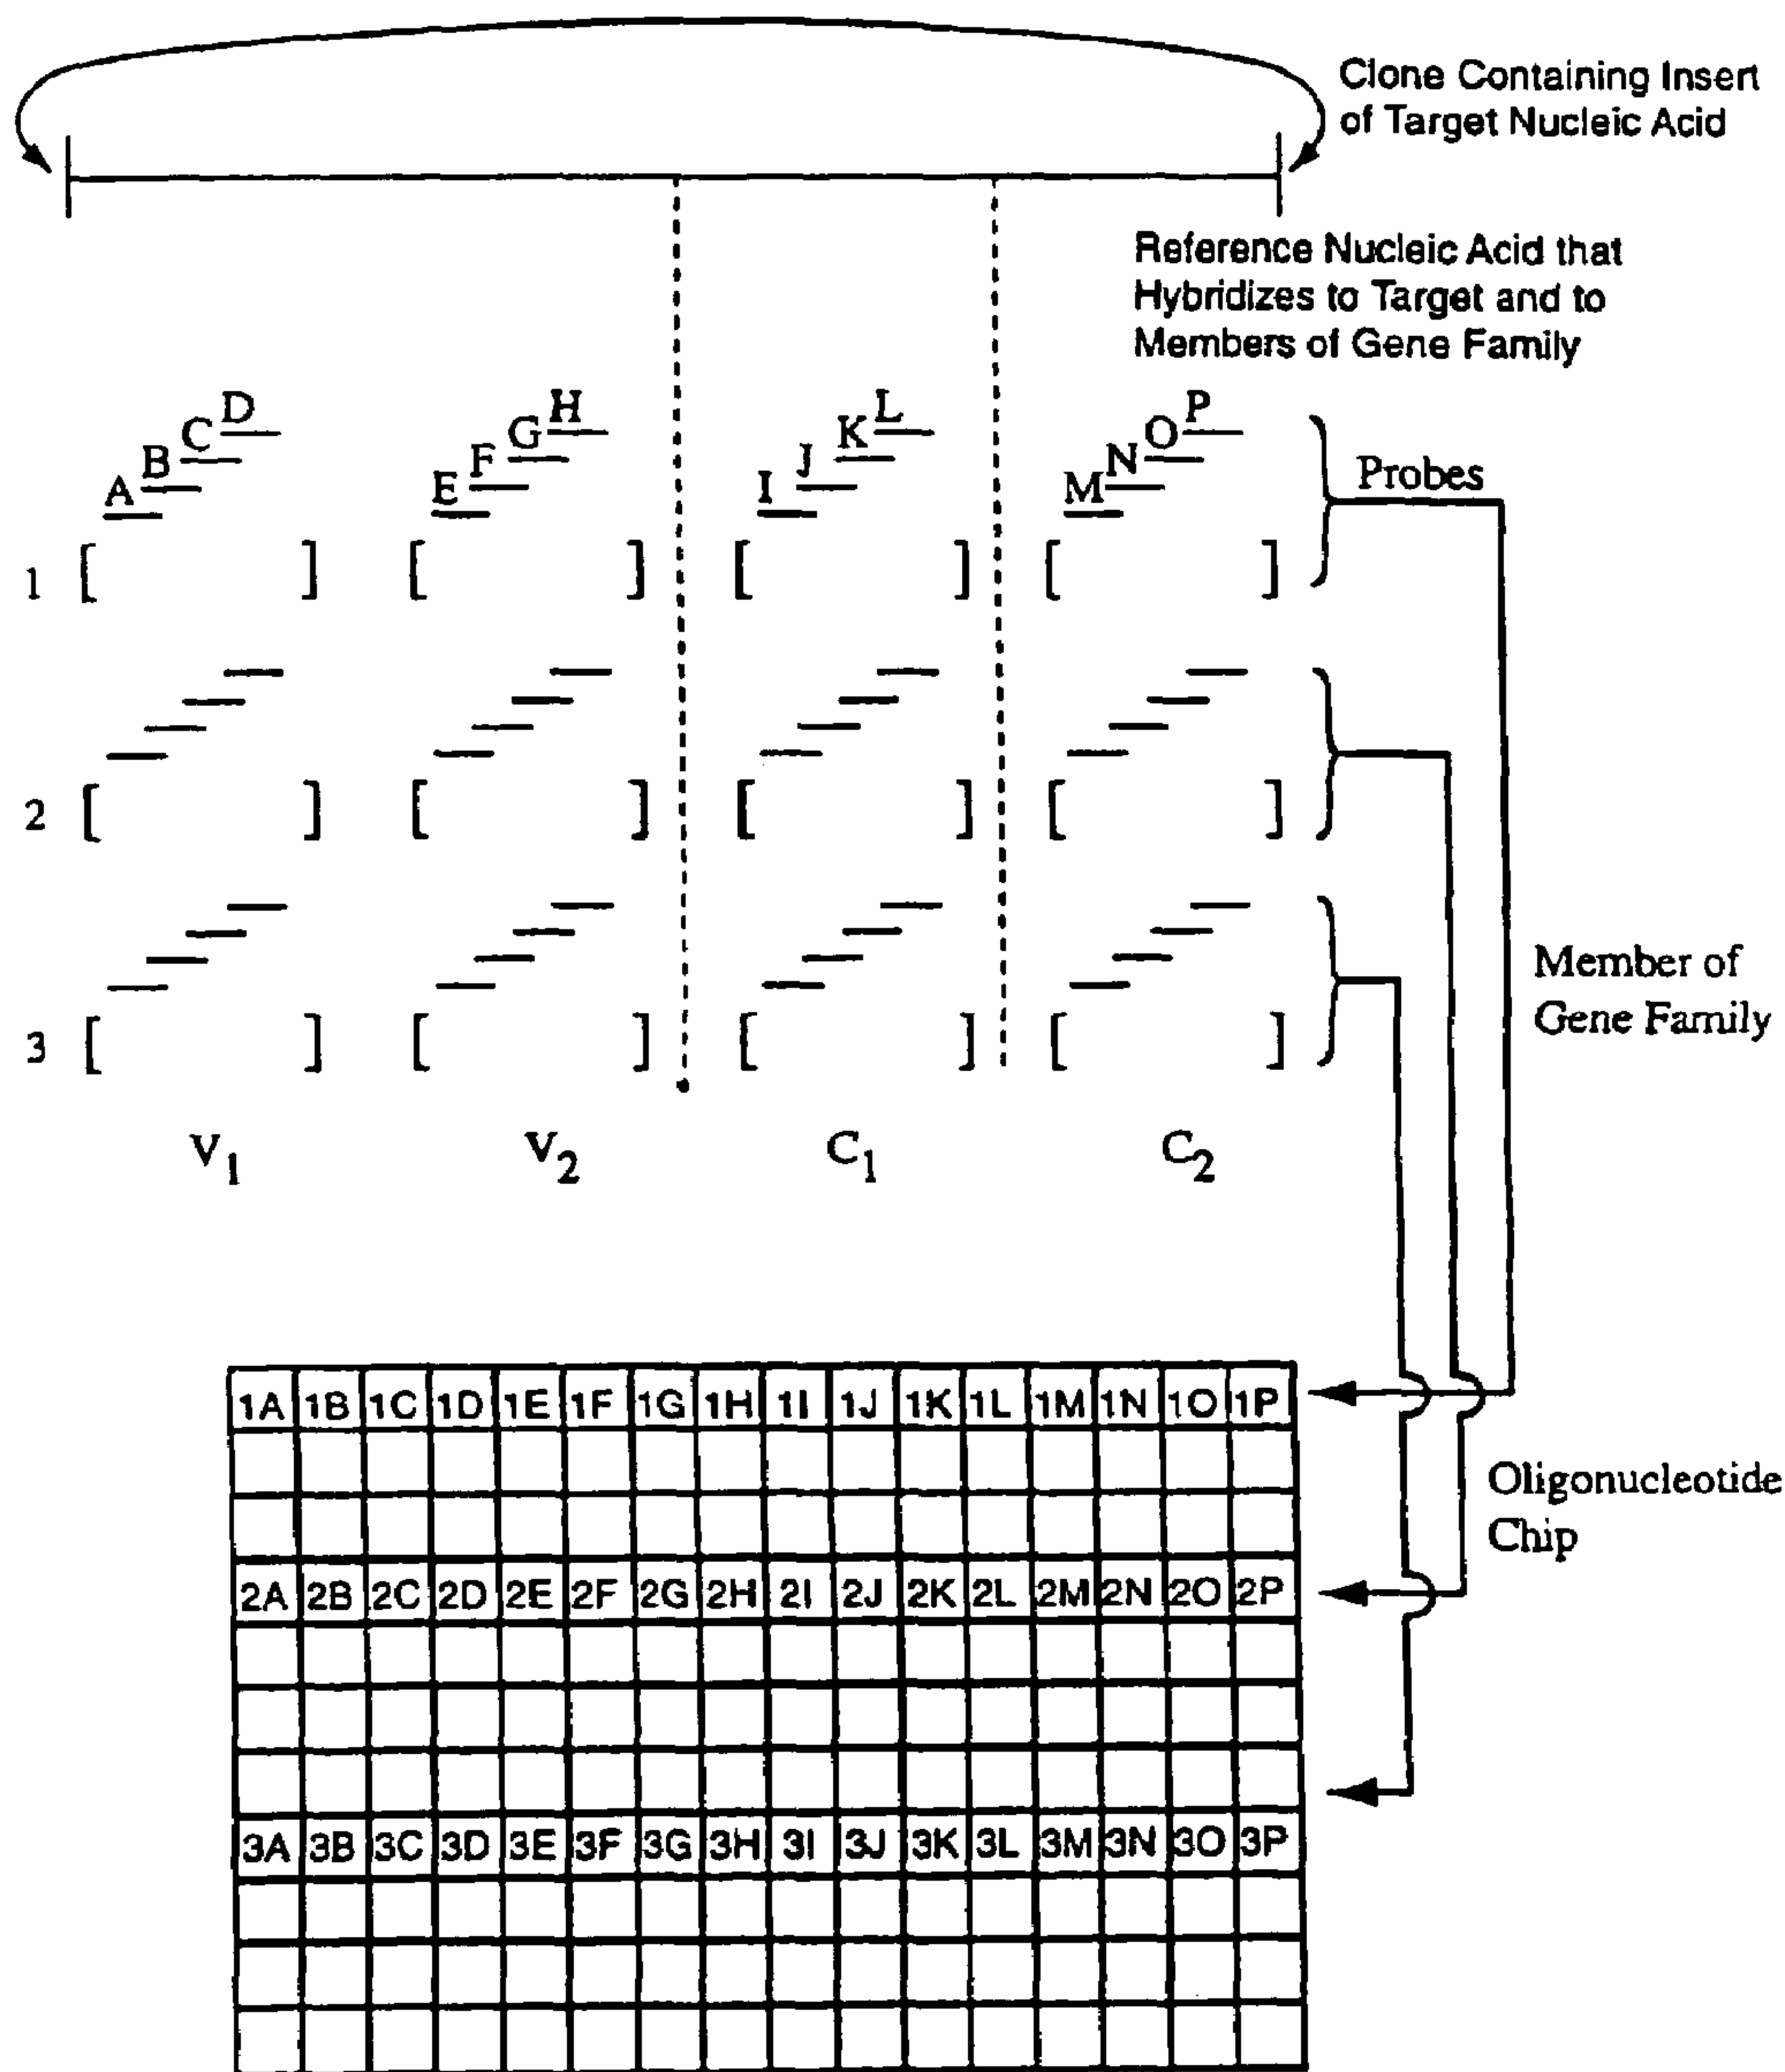 Clone Containing Insert
of Target Nucleic Acid
Reference Nucleic Acid that
Hybridizes to Target and to
Members of Gene Family
A B C D E F G H I J K L M N O P
Probes
1 [ ] [ ] [ ] [ ]
2 [ ] [ ] [ ] [ ]
3 [ ] [ ] [ ] [ ]
Member of
Gene Family
V1 V2 C1 C2
1A 1B 1C 1D 1E 1F 1G 1H 1I 1J 1K 1L 1M 1N 1O 1P
Oligonucleotide
Chip
2A 2B 2C 2D 2E 2F 2G 2H 2I 2J 2K 2L 2M 2N 2O 2P
3A 3B 3C 3D 3E 3F 3G 3H 3I 3J 3K 3L 3M 3N 3O 3P